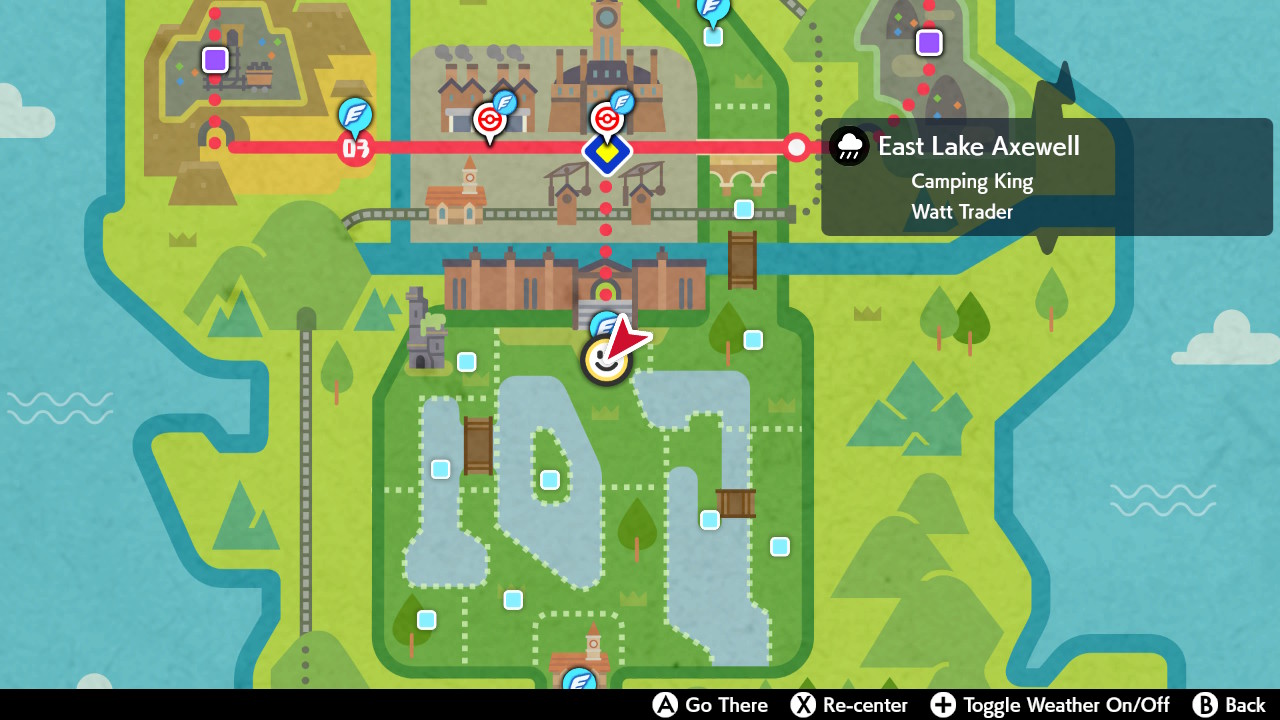 03
East Lake Axewell
Camping King
Watt Trader
A Go There
X Re-center
+ Toggle Weather On/Off
B Back